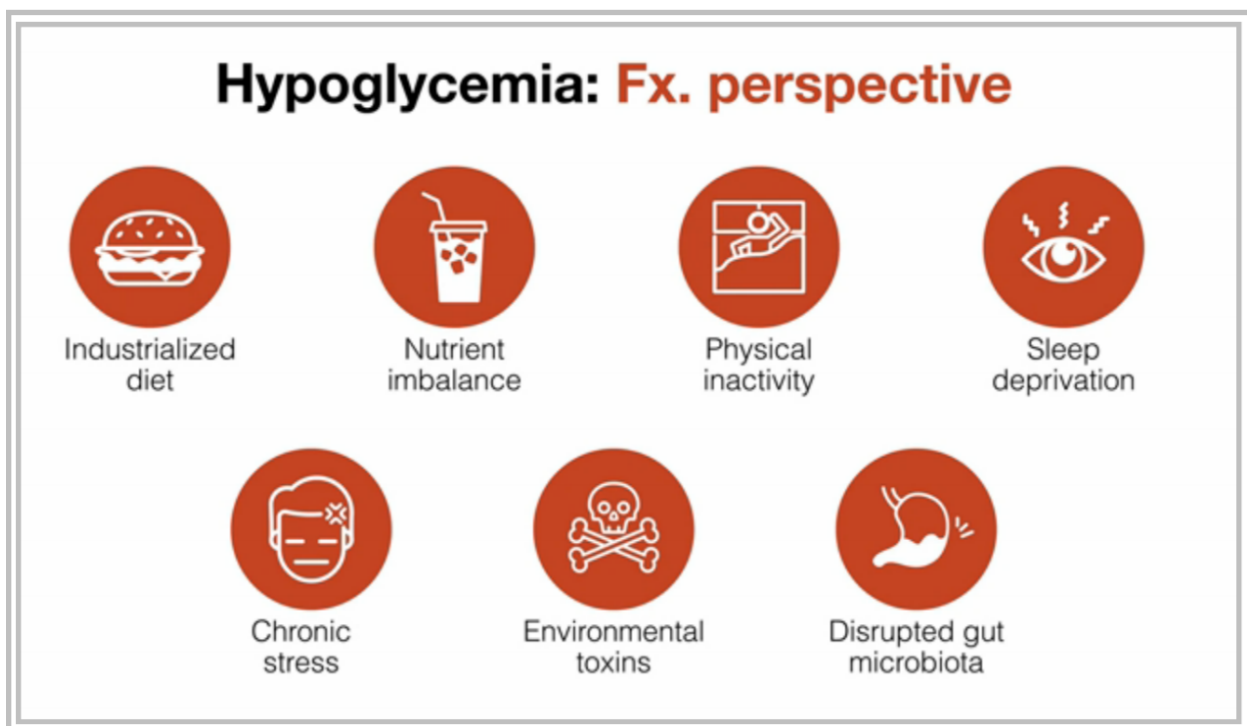 Hypoglycemia: Fx. perspective
Industrialized
diet
Nutrient
imbalance
Physical
inactivity
Sleep
deprivation
Chronic
stress
Environmental
toxins
Disrupted gut
microbiota